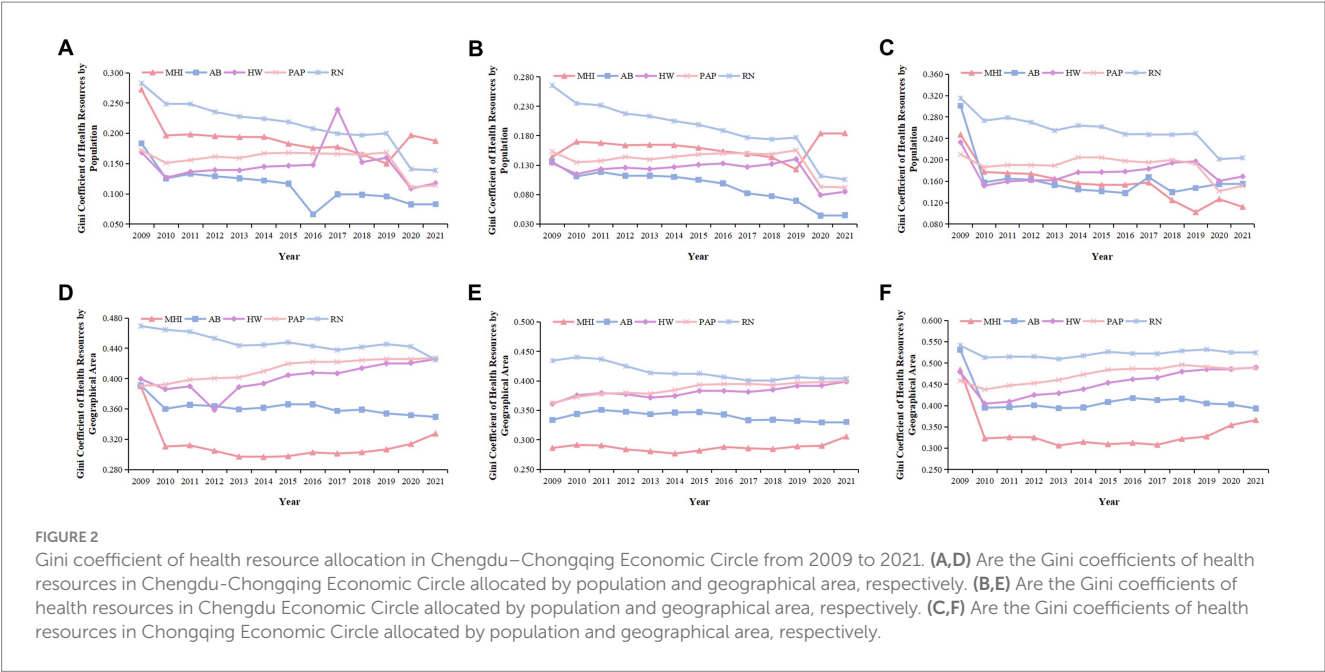 A
MHI AB HW PAP RN
Gini Coefficient of Health Resources by
Population
0.300
0.250
0.200
0.150
0.100
0.050
2009 2010 2011 2012 2013 2014 2015 2016 2017 2018 2019 2020 2021
Year
B
MHI AB HW PAP RN
Gini Coefficient of Health Resources by
Population
0.280
0.230
0.180
0.130
0.080
0.030
2009 2010 2011 2012 2013 2014 2015 2016 2017 2018 2019 2020 2021
Year
C
MHI AB HW PAP RN
Gini Coefficient of Health Resources by
Population
0.360
0.320
0.280
0.240
0.200
0.160
0.120
0.080
2009 2010 2011 2012 2013 2014 2015 2016 2017 2018 2019 2020 2021
Year
D
MHI AB HW PAP RN
Gini Coefficient of Health Resources by
Geographical Area
0.480
0.440
0.400
0.360
0.320
0.280
2009 2010 2011 2012 2013 2014 2015 2016 2017 2018 2019 2020 2021
Year
E
MHI AB HW PAP RN
Gini Coefficient of Health Resources by
Geographical Area
0.500
0.450
0.400
0.350
0.300
0.250
2009 2010 2011 2012 2013 2014 2015 2016 2017 2018 2019 2020 2021
Year
F
MHI AB HW PAP RN
Gini Coefficient of Health Resources by
Geographical Area
0.600
0.550
0.500
0.450
0.400
0.350
0.300
0.250
2009 2010 2011 2012 2013 2014 2015 2016 2017 2018 2019 2020 2021
Year
FIGURE 2
Gini coefficient of health resource allocation in Chengdu–Chongqing Economic Circle from 2009 to 2021. (A,D) Are the Gini coefficients of health
resources in Chengdu-Chongqing Economic Circle allocated by population and geographical area, respectively. (B,E) Are the Gini coefficients of
health resources in Chengdu Economic Circle allocated by population and geographical area, respectively. (C,F) Are the Gini coefficients of health
resources in Chongqing Economic Circle allocated by population and geographical area, respectively.